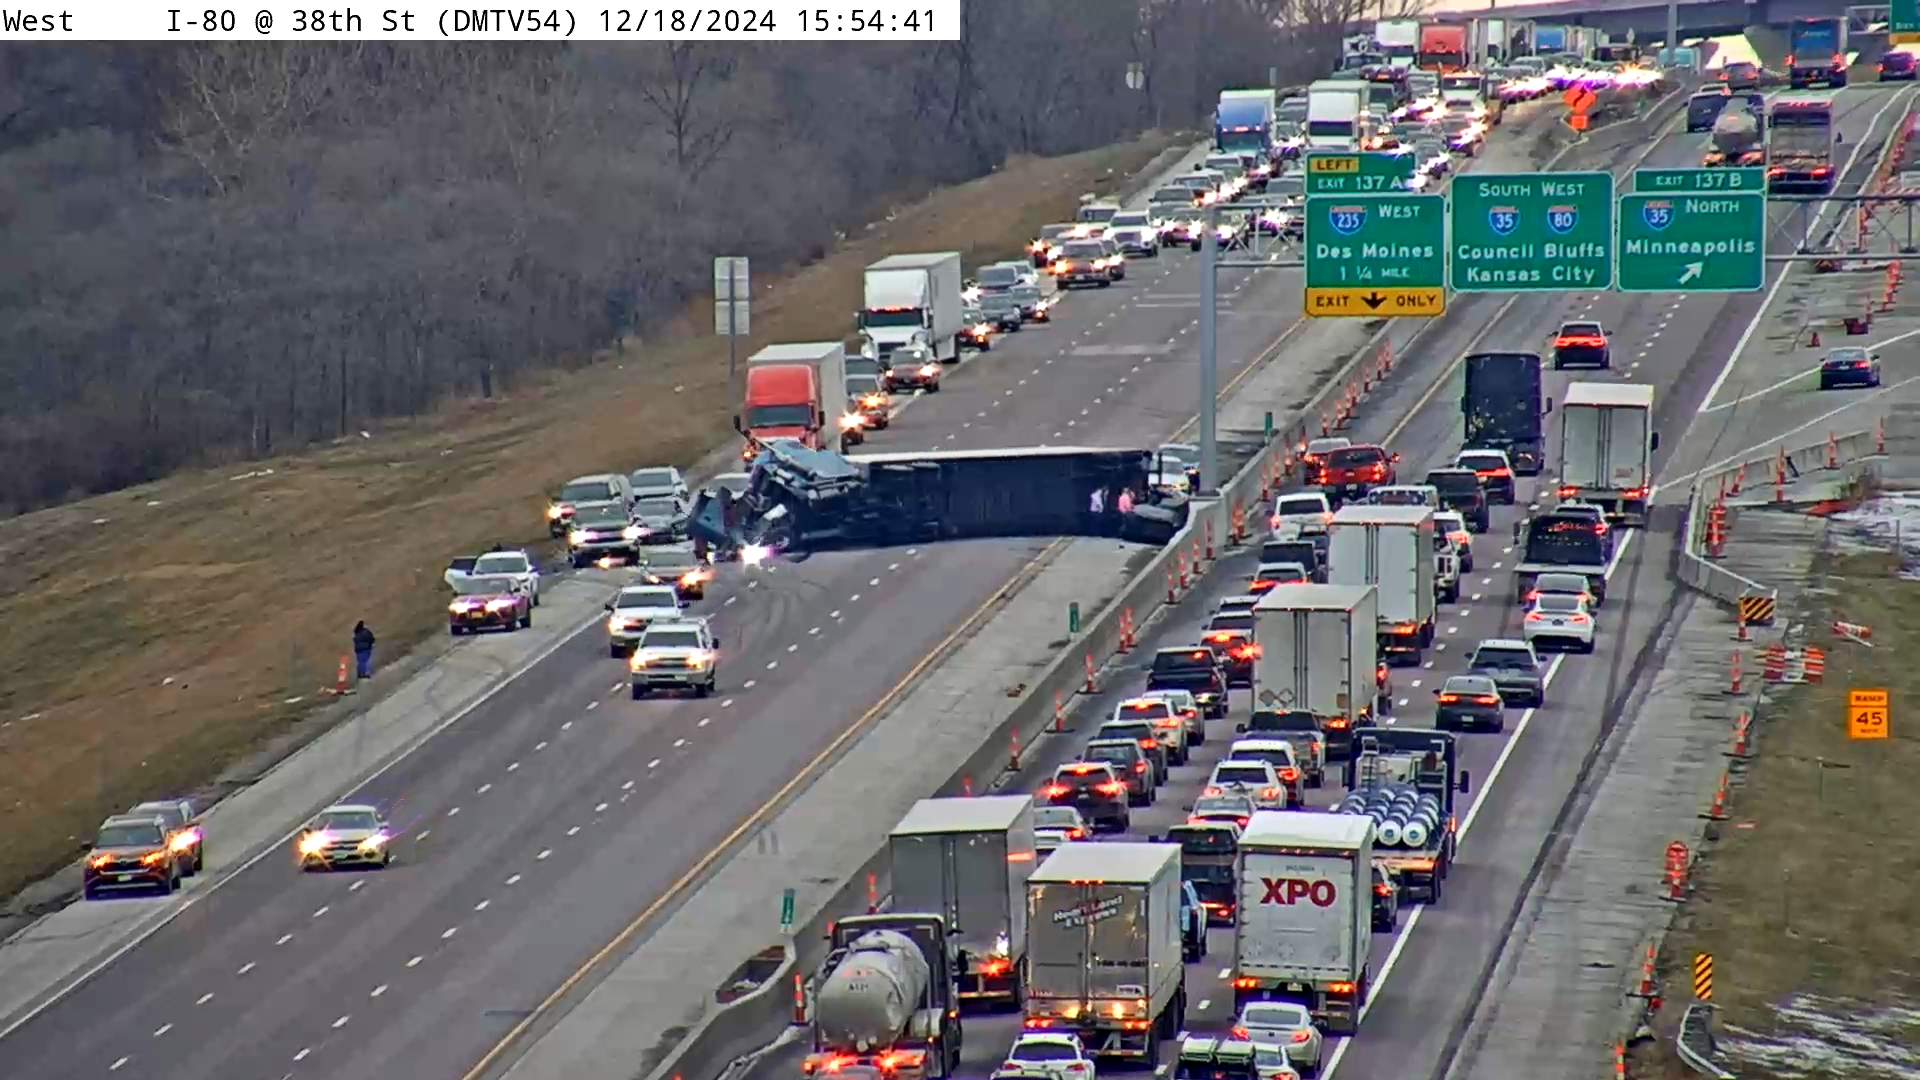 West I-80 @ 38th St (DMTV54) 12/18/2024 15:54:41
LEFT
EXIT 137 A
235 WEST
Des Moines
1 1/4 MILE
EXIT ONLY
SOUTH WEST
35 80
Council Bluffs
Kansas City
EXIT 137 B
35 NORTH
Minneapolis
RAMP
45
XPO
Heartland
Express